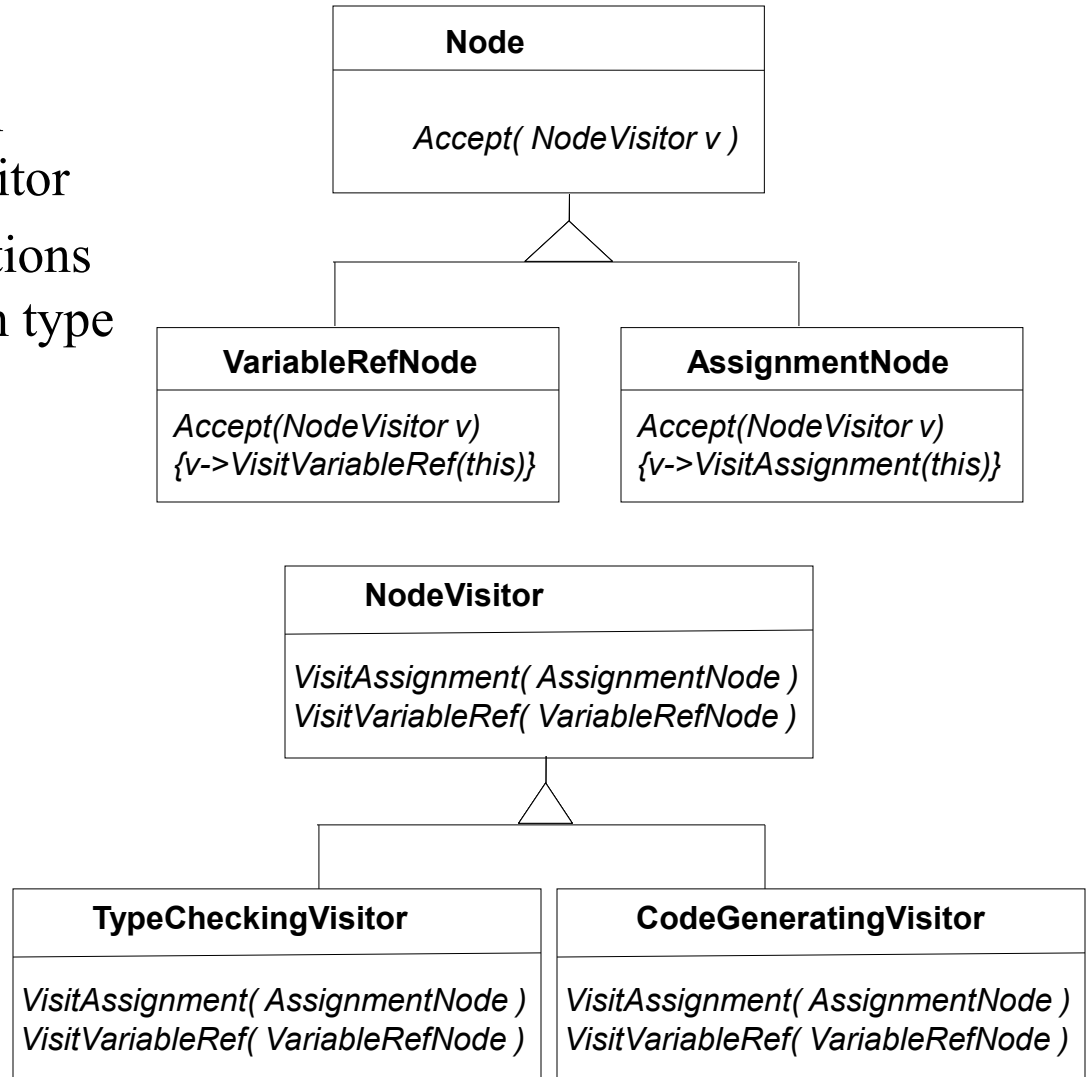 itor
tions
type
Node
Accept( NodeVisitor v )
VariableRefNode
Accept(NodeVisitor v)
{v->VisitVariableRef(this)}
AssignmentNode
Accept(NodeVisitor v)
{v->VisitAssignment(this)}
NodeVisitor
VisitAssignment( AssignmentNode )
VisitVariableRef( VariableRefNode )
TypeCheckingVisitor
VisitAssignment( AssignmentNode )
VisitVariableRef( VariableRefNode )
CodeGeneratingVisitor
VisitAssignment( AssignmentNode )
VisitVariableRef( VariableRefNode )